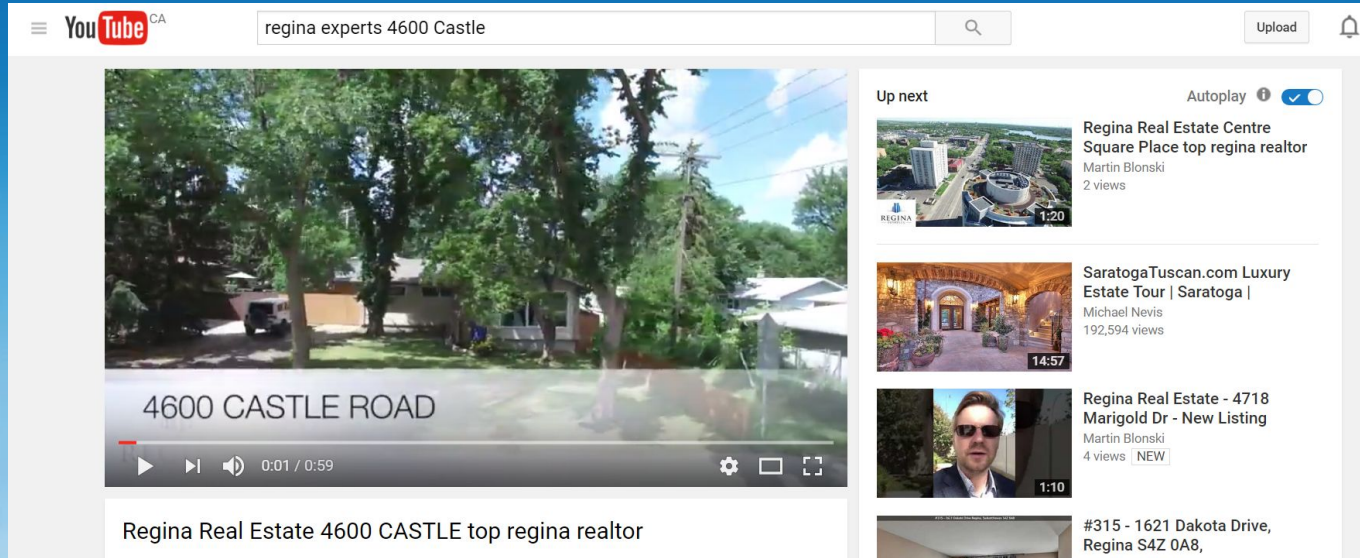 YouTube CA
regina experts 4600 Castle
Upload
4600 CASTLE ROAD
0:01 / 0:59
Regina Real Estate 4600 CASTLE top regina realtor
Up next
Autoplay
REGINA
1:20
Regina Real Estate Centre
Square Place top regina realtor
Martin Blonski
2 views
14:57
SaratogaTuscan.com Luxury
Estate Tour | Saratoga |
Michael Nevis
192,594 views
1:10
Regina Real Estate - 4718
Marigold Dr - New Listing
Martin Blonski
4 views NEW
#315 - 1621 Dakota Drive,
Regina S4Z 0A8,